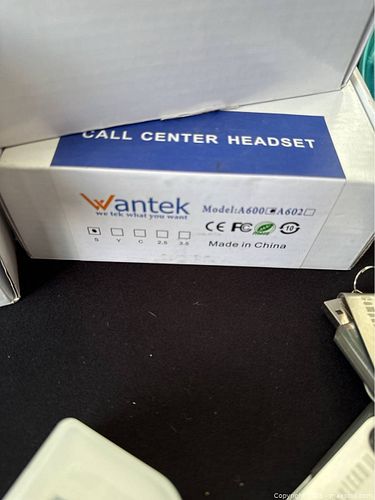 CALL CENTER HEADSET
Wantek
we tek what you want
Model:A600 A602
CE FC 10
S Y C 2.5 3.5
Made in China